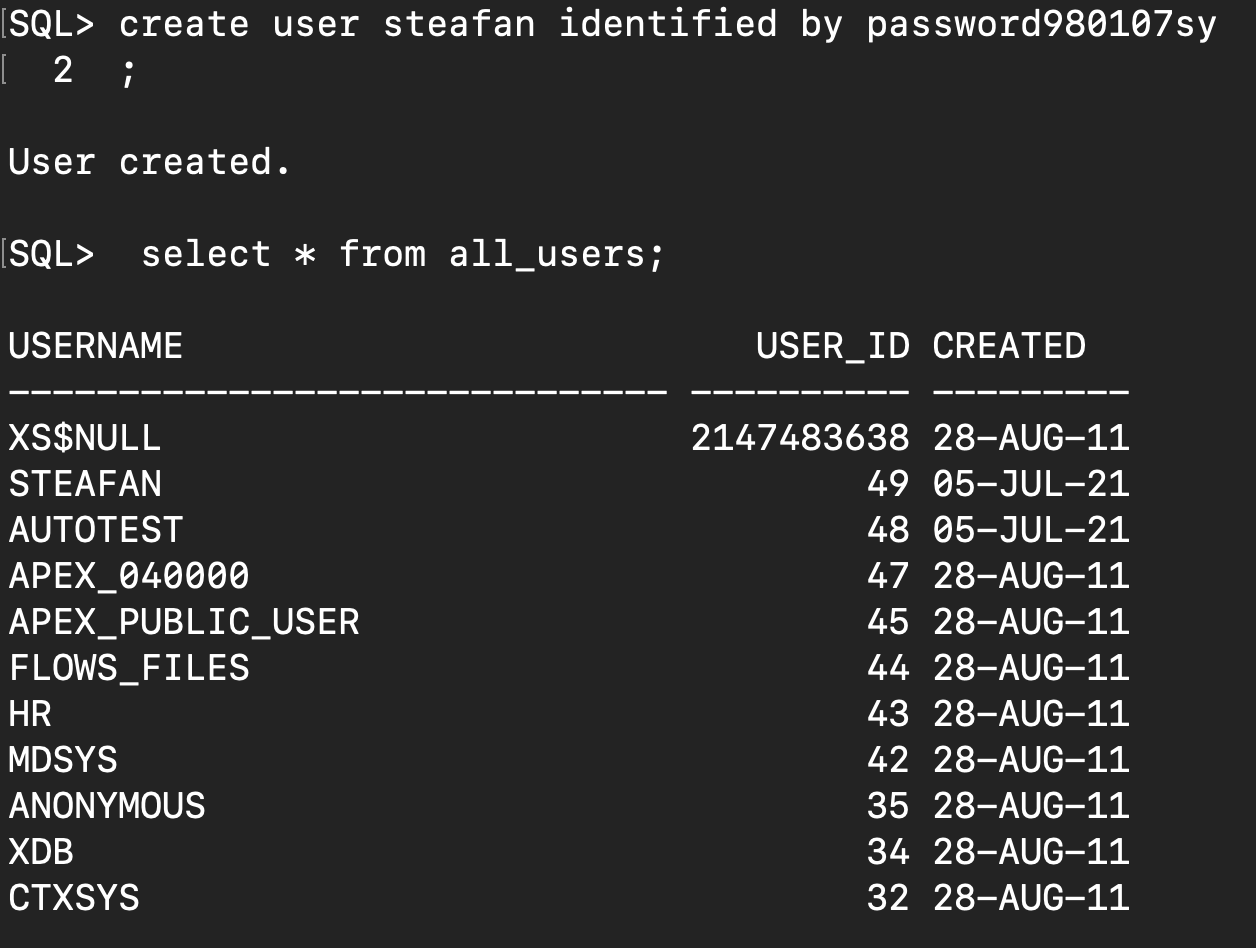 SQL> create user steafan identified by password980107sy
  2  ;
User created.
SQL>  select * from all_users;
USERNAME                          USER_ID CREATED
------------------------------ ---------- ---------
XS$NULL                        2147483638 28-AUG-11
STEAFAN                                49 05-JUL-21
AUTOTEST                               48 05-JUL-21
APEX_040000                            47 28-AUG-11
APEX_PUBLIC_USER                       45 28-AUG-11
FLOWS_FILES                            44 28-AUG-11
HR                                     43 28-AUG-11
MDSYS                                  42 28-AUG-11
ANONYMOUS                              35 28-AUG-11
XDB                                    34 28-AUG-11
CTXSYS                                 32 28-AUG-11